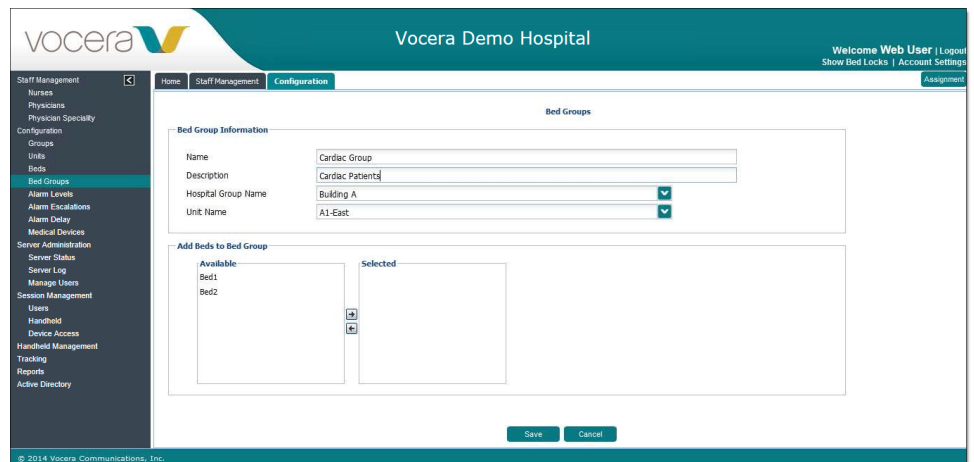 vocera
Vocera Demo Hospital
Welcome Web User | Logout
Show Bed Locks | Account Settings
Staff Management
Nurses
Physicians
Physician Speciality
Configuration
Groups
Units
Beds
Bed Groups
Alarm Levels
Alarm Escalations
Alarm Delay
Medical Devices
Server Administration
Server Status
Server Log
Manage Users
Session Management
Users
Handheld
Device Access
Handheld Management
Tracking
Reports
Active Directory
Home Staff Management Configuration Assignment
Bed Groups
Bed Group Information
Name Cardiac Group
Description Cardiac Patients
Hospital Group Name Building A
Unit Name A1-East
Add Beds to Bed Group
Available Selected
Bed1
Bed2
Save Cancel
© 2014 Vocera Communications, Inc.